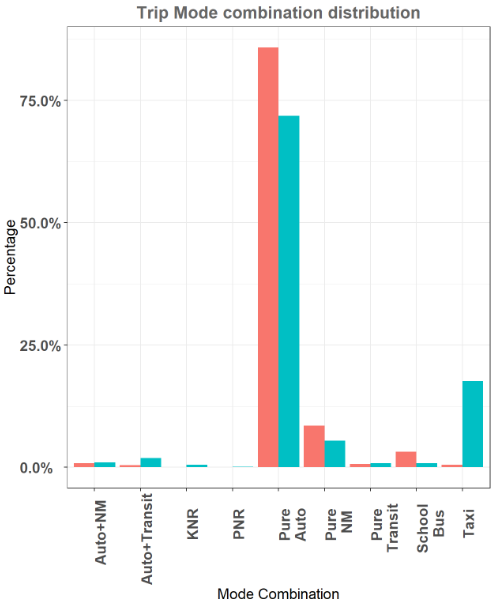 Trip Mode combination distribution
Percentage
75.0%
50.0%
25.0%
0.0%
Auto+NM
Auto+Transit
KNR
PNR
Pure
Auto
Pure
NM
Pure
Transit
School
Bus
Taxi
Mode Combination